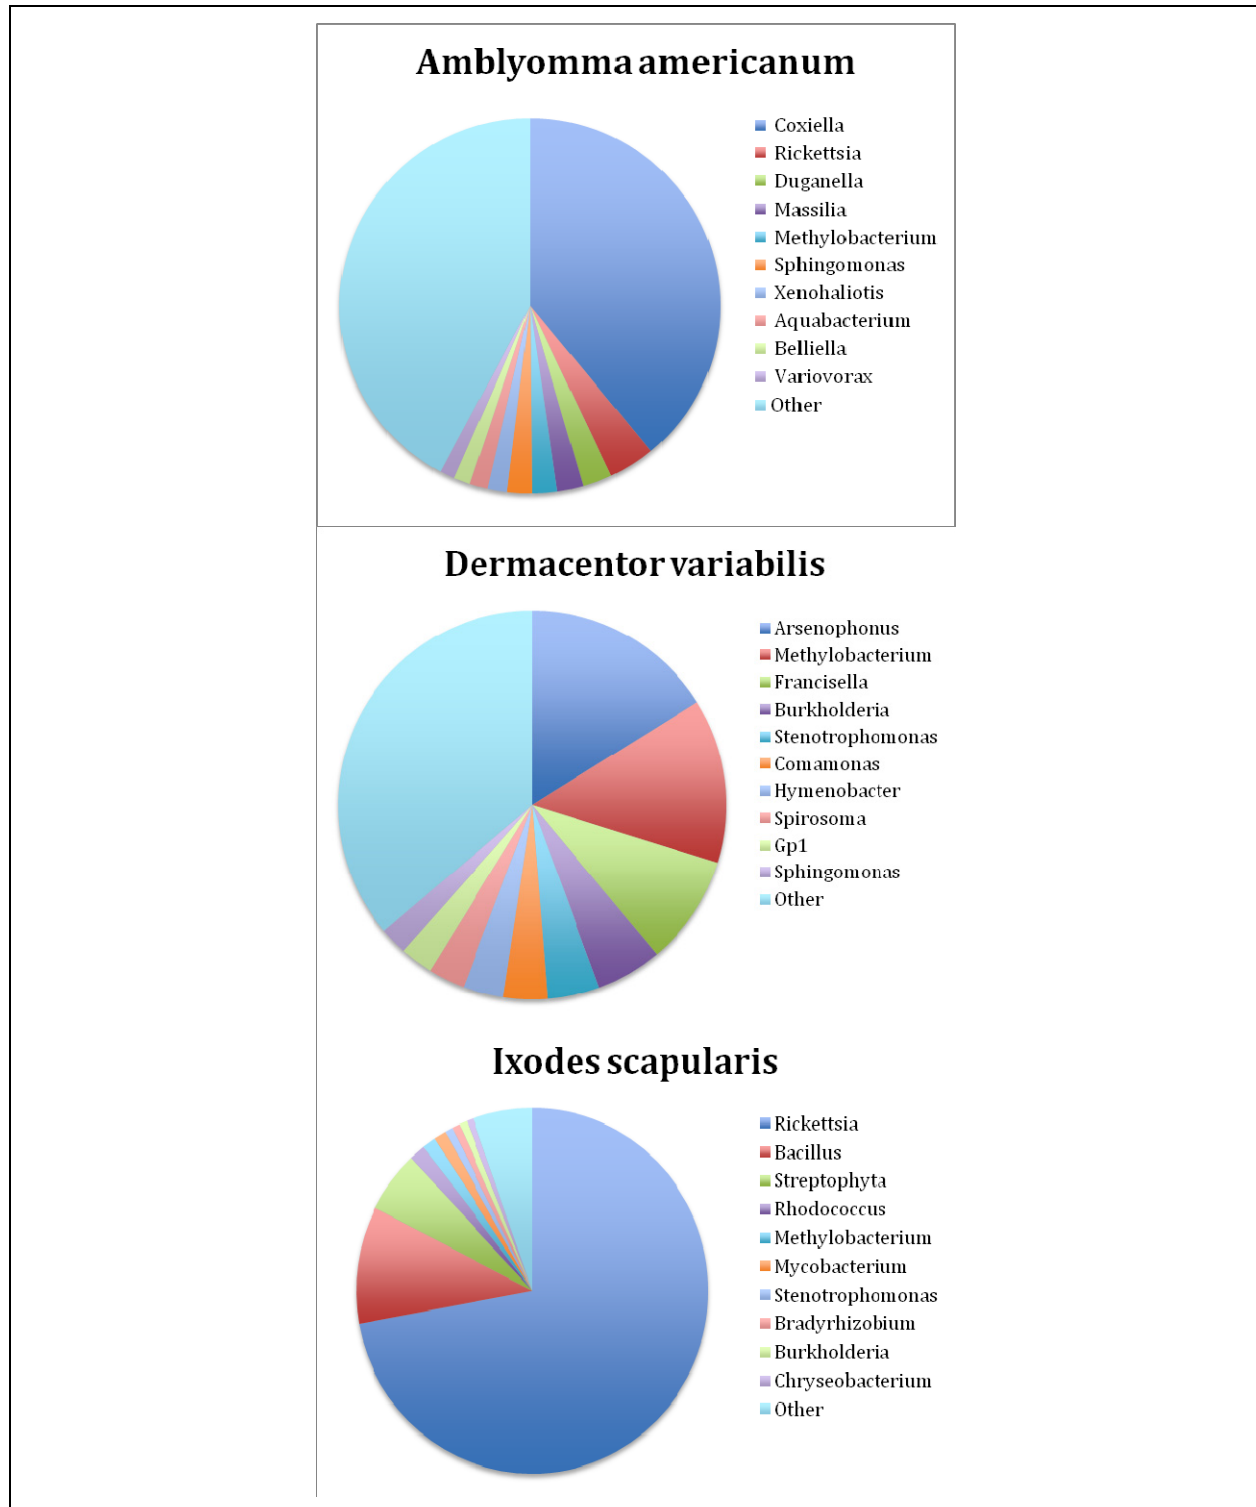 Amblyomma americanum
Coxiella
Rickettsia
Duganella
Massilia
Methylobacterium
Sphingomonas
Xenohaliotis
Aquabacterium
Belliella
Variovorax
Other
Dermacentor variabilis
Arsenophonus
Methylobacterium
Francisella
Burkholderia
Stenotrophomonas
Comamonas
Hymenobacter
Spirosoma
Gp1
Sphingomonas
Other
Ixodes scapularis
Rickettsia
Bacillus
Streptophyta
Rhodococcus
Methylobacterium
Mycobacterium
Stenotrophomonas
Bradyrhizobium
Burkholderia
Chryseobacterium
Other